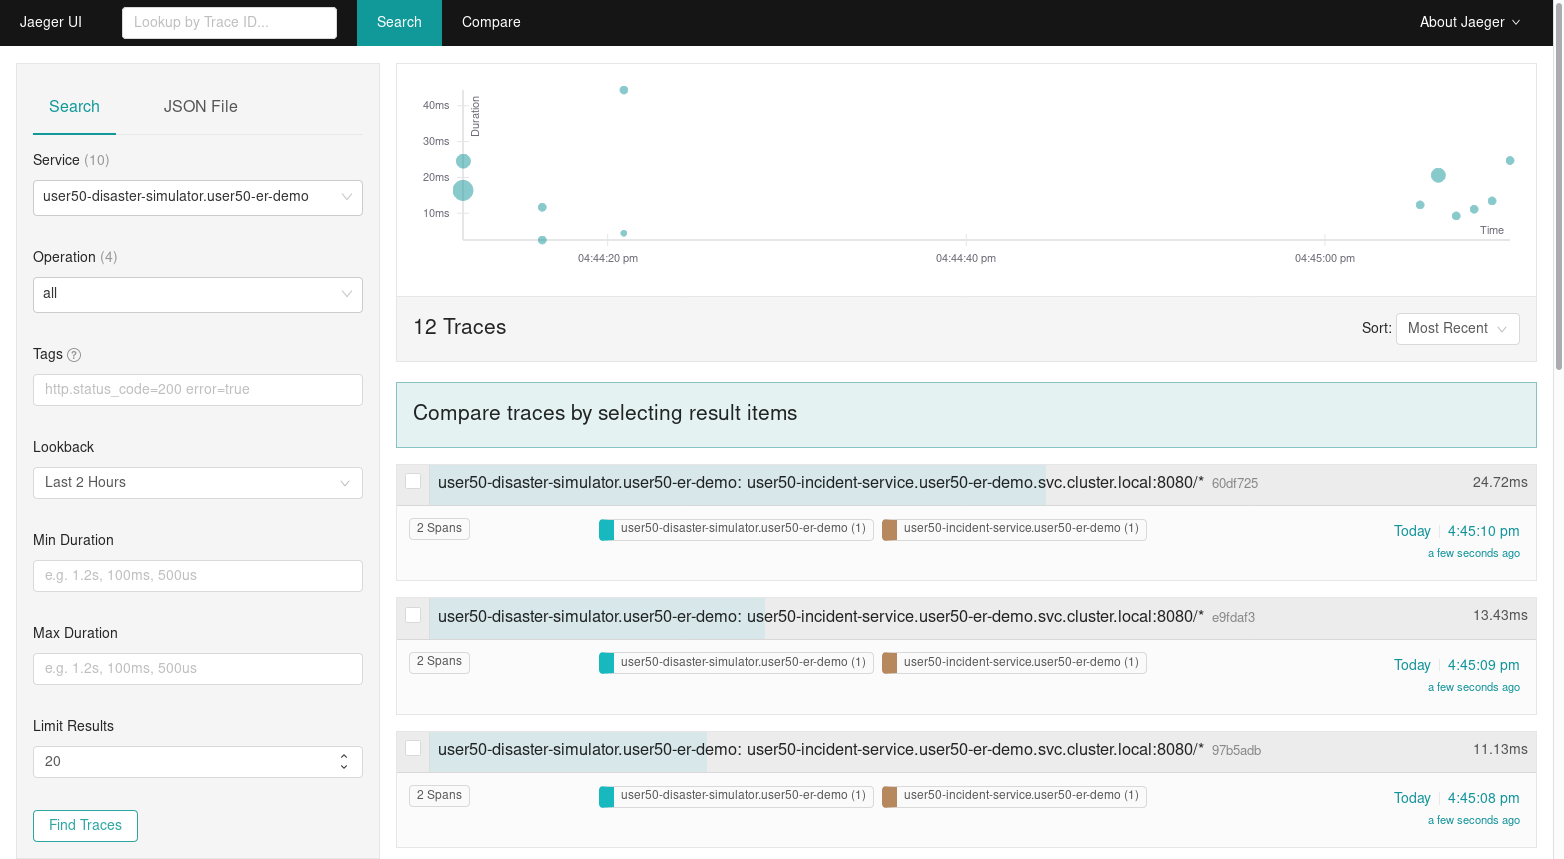 Jaeger UI
Lookup by Trace ID...
Search
Compare
About Jaeger
Search
JSON File
Service (10)
user50-disaster-simulator.user50-er-demo
Operation (4)
all
Tags ?
http.status_code=200 error=true
Lookback
Last 2 Hours
Min Duration
e.g. 1.2s, 100ms, 500us
Max Duration
e.g. 1.2s, 100ms, 500us
Limit Results
20
Find Traces
Duration
40ms
30ms
20ms
10ms
Time
04:44:20 pm
04:44:40 pm
04:45:00 pm
12 Traces
Sort: Most Recent
Compare traces by selecting result items
user50-disaster-simulator.user50-er-demo: user50-incident-service.user50-er-demo.svc.cluster.local:8080/* 60df725
24.72ms
2 Spans
user50-disaster-simulator.user50-er-demo (1)
user50-incident-service.user50-er-demo (1)
Today 4:45:10 pm
a few seconds ago
user50-disaster-simulator.user50-er-demo: user50-incident-service.user50-er-demo.svc.cluster.local:8080/* e9fdaf3
13.43ms
2 Spans
user50-disaster-simulator.user50-er-demo (1)
user50-incident-service.user50-er-demo (1)
Today 4:45:09 pm
a few seconds ago
user50-disaster-simulator.user50-er-demo: user50-incident-service.user50-er-demo.svc.cluster.local:8080/* 97b5adb
11.13ms
2 Spans
user50-disaster-simulator.user50-er-demo (1)
user50-incident-service.user50-er-demo (1)
Today 4:45:08 pm
a few seconds ago